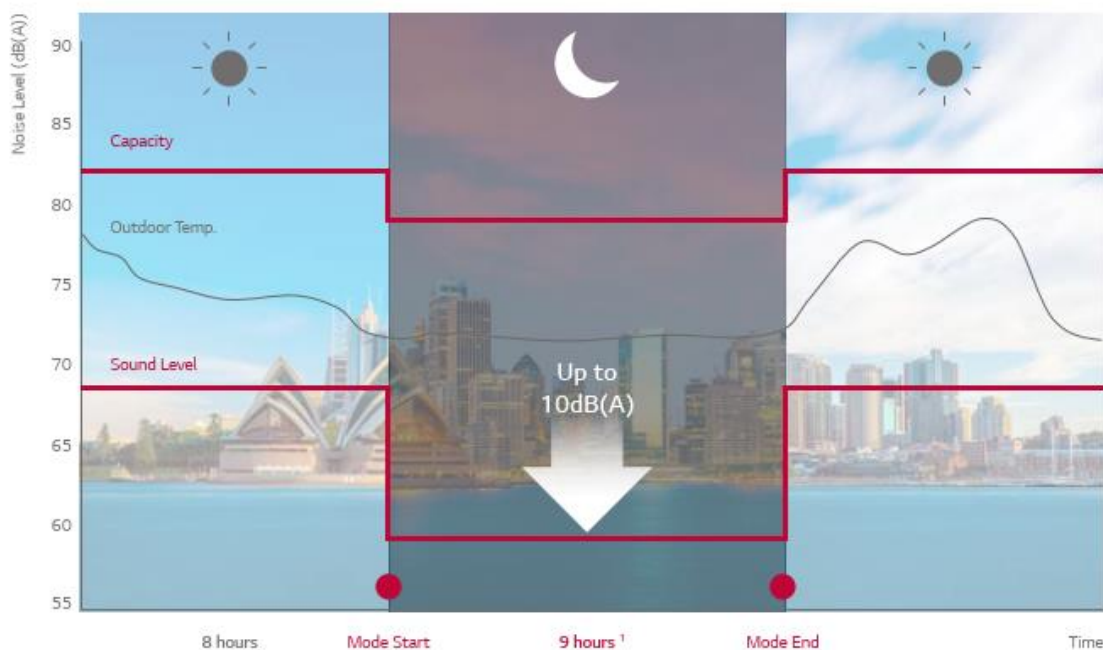 Noise Level (dB(A))
90
85
80
75
70
65
60
55
Capacity
Outdoor Temp.
Sound Level
Up to
10dB(A)
8 hours
Mode Start
9 hours ¹
Mode End
Time